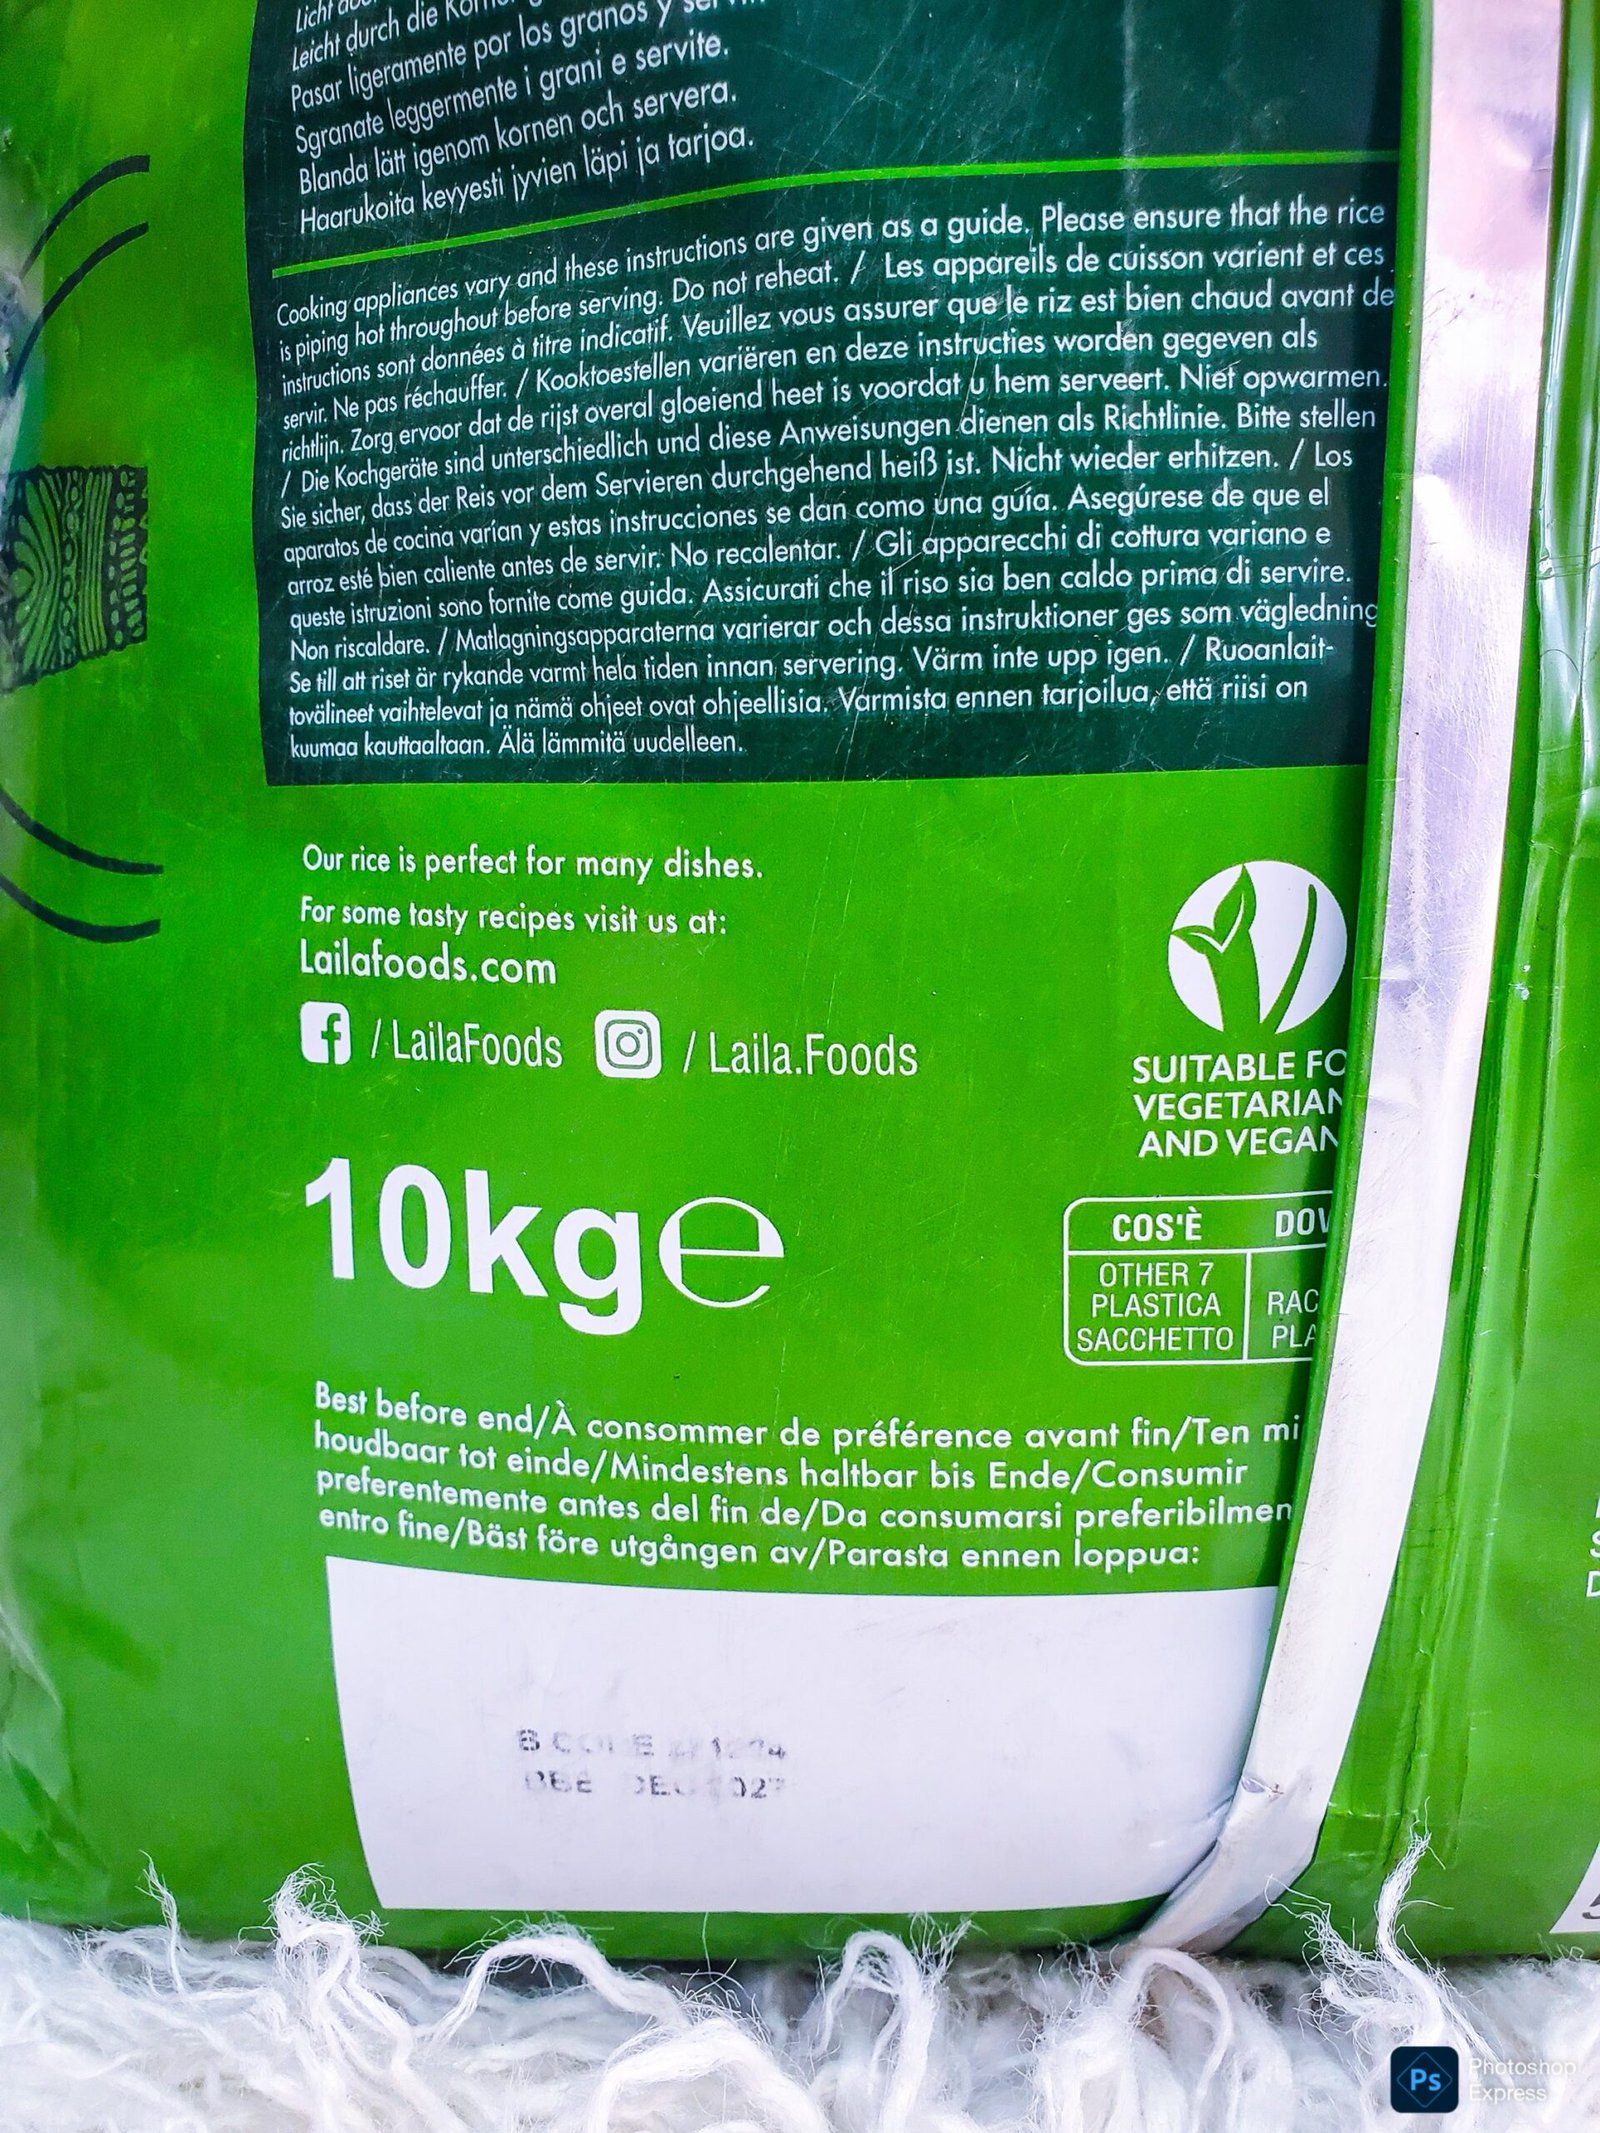 Leicht durch die
Pasar ligeramente por los granos y
Sgranate leggermente i grani e servite.
Blanda lätt igenom kornen och servera.
Haarukoita kevyesti jyvien läpi ja tarjoa.
Cooking appliances vary and these instructions are given as a guide. Please ensure that the rice
is piping hot throughout before serving. Do not reheat. / Les appareils de cuisson varient et ces
instructions sont données à titre indicatif. Veuillez vous assurer que le riz est bien chaud avant de
servir. Ne pas réchauffer. / Kooktoestellen variëren en deze instructies worden gegeven als
richtlijn. Zorg ervoor dat de rijst overal gloeiend heet is voordat u hem serveert. Niet opwarmen.
/ Die Kochgeräte sind unterschiedlich und diese Anweisungen dienen als Richtlinie. Bitte stellen
Sie sicher, dass der Reis vor dem Servieren durchgehend heiß ist. Nicht wieder erhitzen. / Los
aparatos de cocina varían y estas instrucciones se dan como una guía. Asegúrese de que el
arroz esté bien caliente antes de servir. No recalentar. / Gli apparecchi di cottura variano e
queste istruzioni sono fornite come guida. Assicurati che il riso sia ben caldo prima di servire.
Non riscaldare. / Matlagningsapparaterna varierar och dessa instruktioner ges som vägledning
Se till att riset är rykande varmt hela tiden innan servering. Värm inte upp igen. / Ruoanlait-
tovälineet vaihtelevat ja nämä ohjeet ovat ohjeellisia. Varmista ennen tarjoilua, että riisi on
kuumaa kauttaaltaan. Älä lämmitä uudelleen.
Our rice is perfect for many dishes.
For some tasty recipes visit us at:
Lailafoods.com
/ LailaFoods / Laila.Foods
SUITABLE FO
VEGETARIAN
AND VEGAN
10kg℮
COS'È DOV
OTHER 7
PLASTICA RAC
SACCHETTO PLA
Best before end/À consommer de préférence avant fin/Ten mi
houdbaar tot einde/Mindestens haltbar bis Ende/Consumir
preferentemente antes del fin de/Da consumarsi preferibilmen
entro fine/Bäst före utgången av/Parasta ennen loppua:
Ps Photoshop
Express